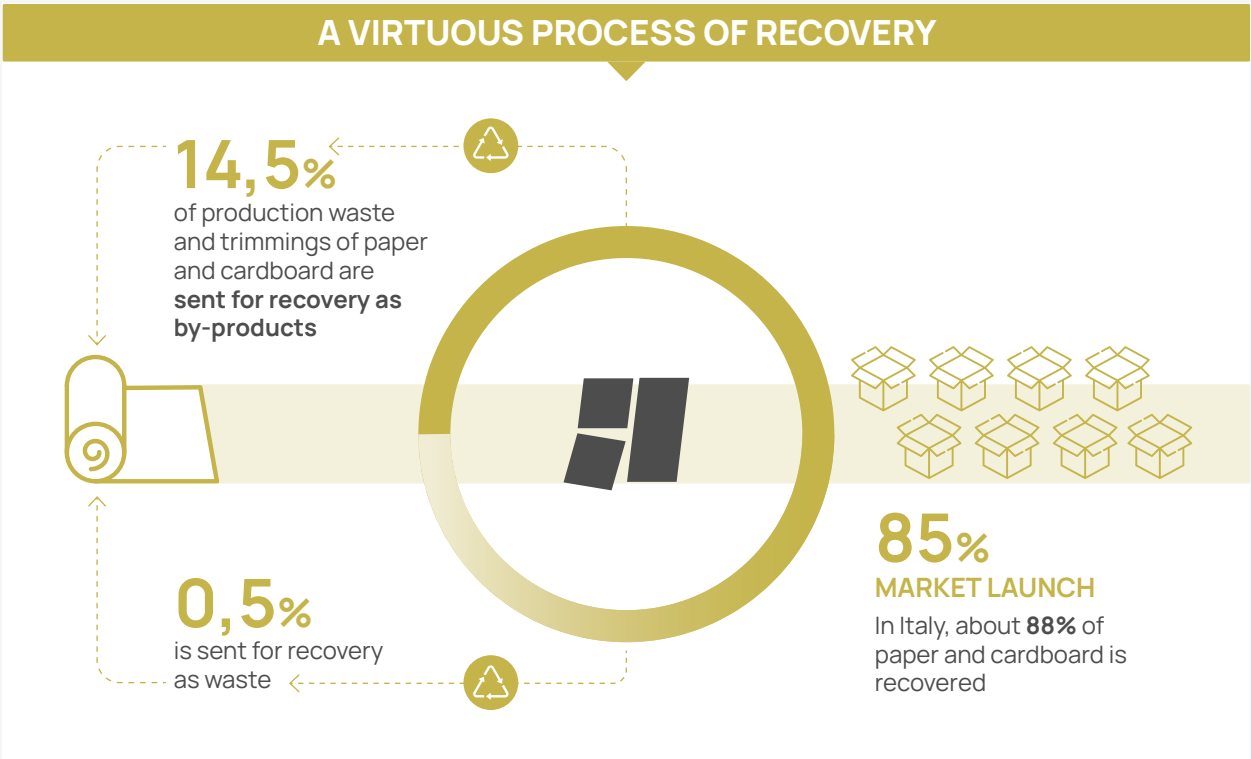 A VIRTUOUS PROCESS OF RECOVERY
14,5%
of production waste
and trimmings of paper
and cardboard are
sent for recovery as
by-products
0,5%
is sent for recovery
as waste
85%
MARKET LAUNCH
In Italy, about 88% of
paper and cardboard is
recovered